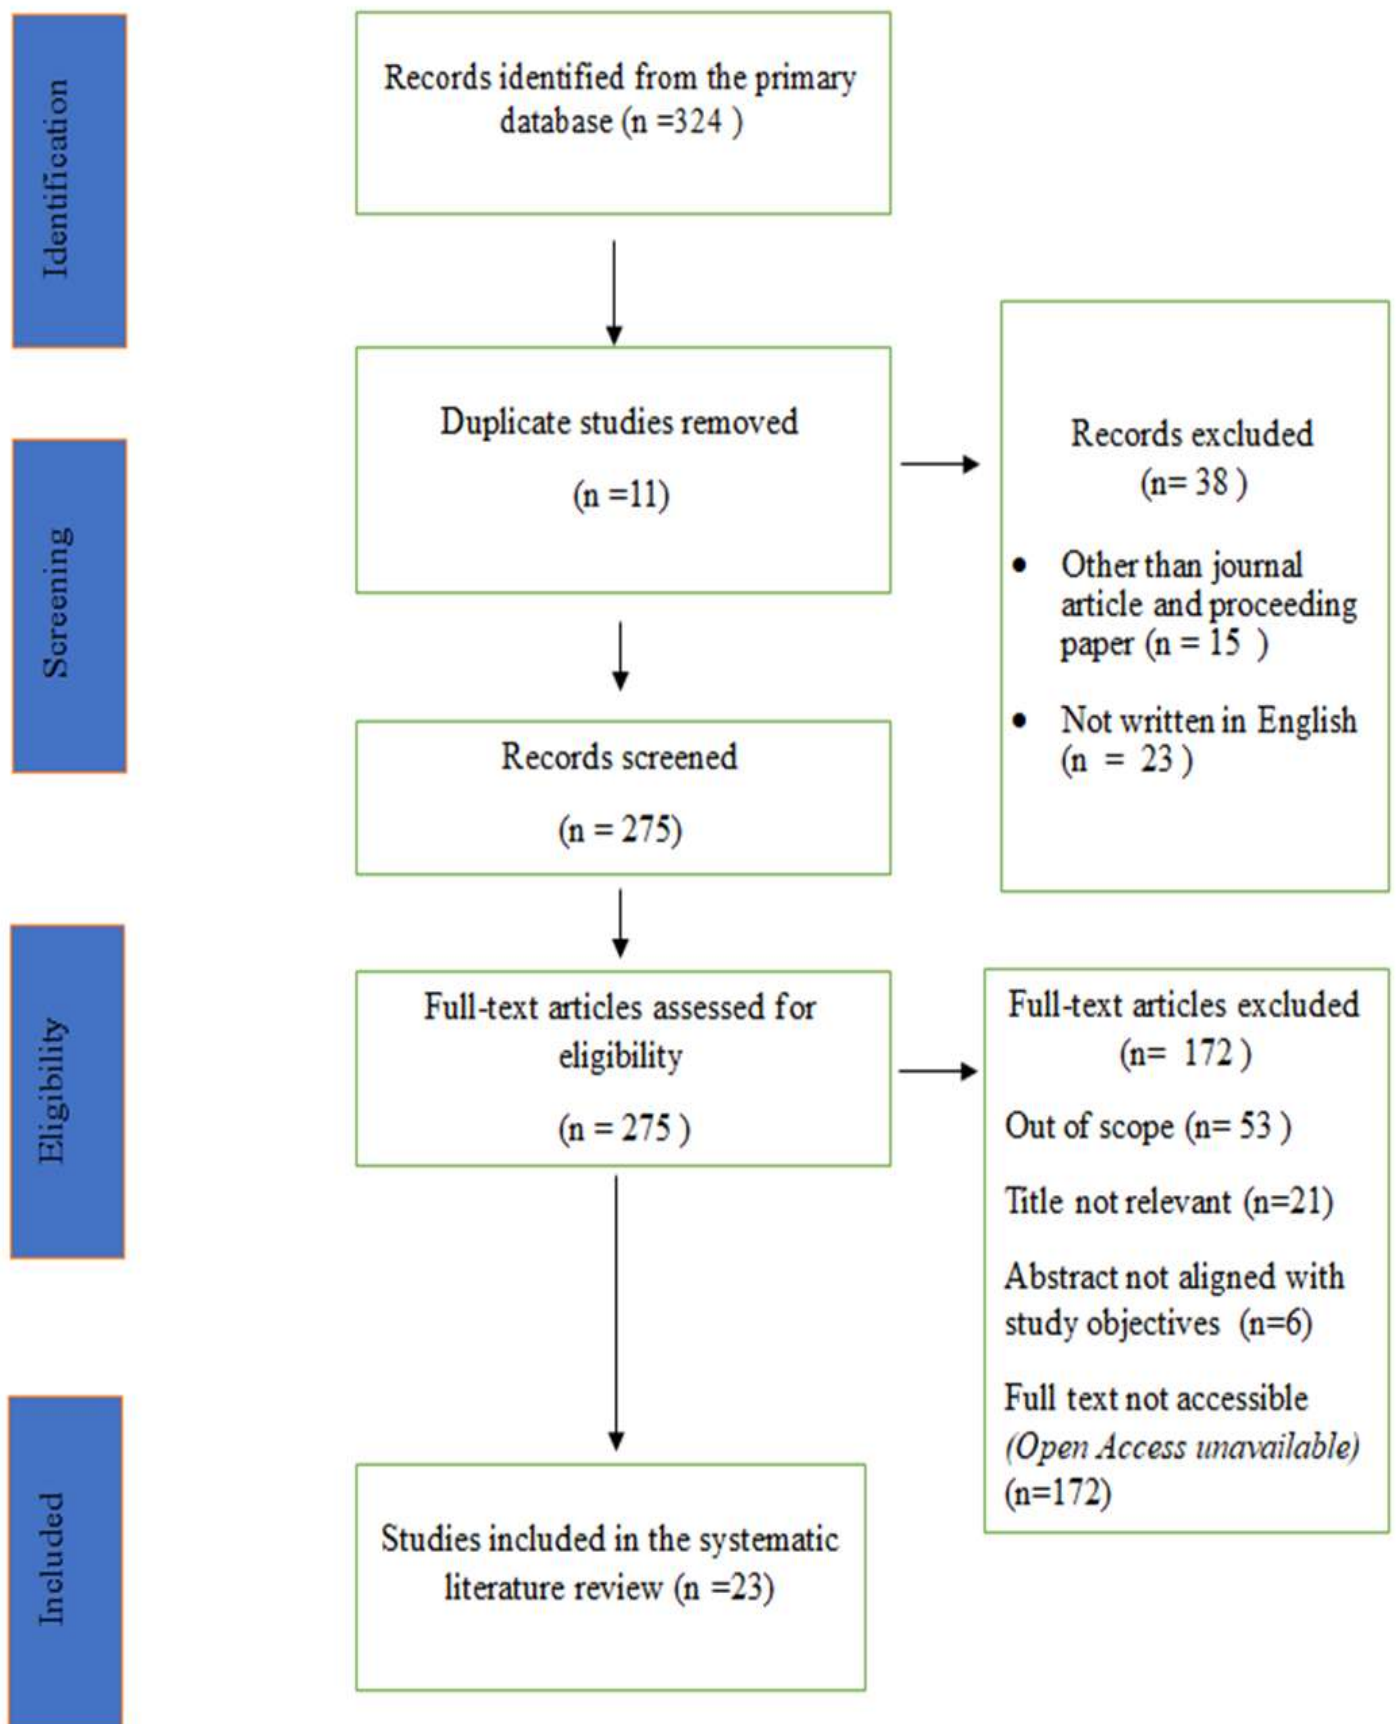 Identification
Records identified from the primary
database (n =324 )
Duplicate studies removed
(n =11)
Records excluded
(n= 38 )
• Other than journal
article and proceeding
paper (n = 15 )
• Not written in English
(n = 23 )
Screening
Records screened
(n = 275)
Eligibility
Full-text articles assessed for
eligibility
(n = 275 )
Full-text articles excluded
(n= 172 )
Out of scope (n= 53 )
Title not relevant (n=21)
Abstract not aligned with
study objectives (n=6)
Full text not accessible
(Open Access unavailable)
(n=172)
Included
Studies included in the systematic
literature review (n =23)